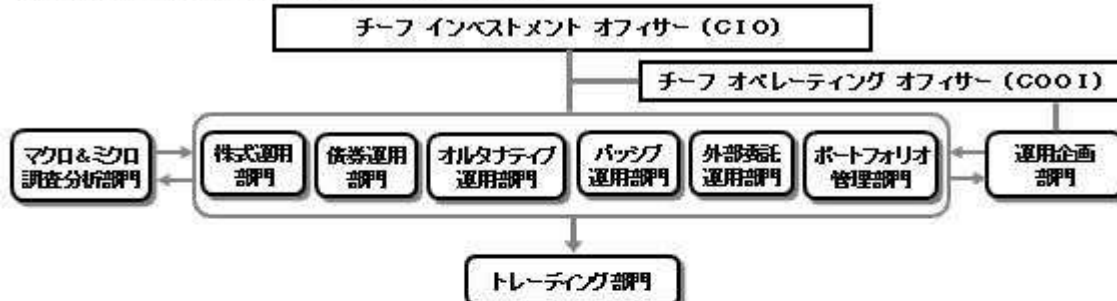 チーフ インベストメント オフィサー (CIO)
チーフ オペレーティング オフィサー (COOI)
マクロ&ミクロ
調査分析部門
株式運用
部門
債券運用
部門
オルタナティブ
運用部門
パッシブ
運用部門
外部委託
運用部門
ポートフォリオ
管理部門
運用企画
部門
トレーディング部門